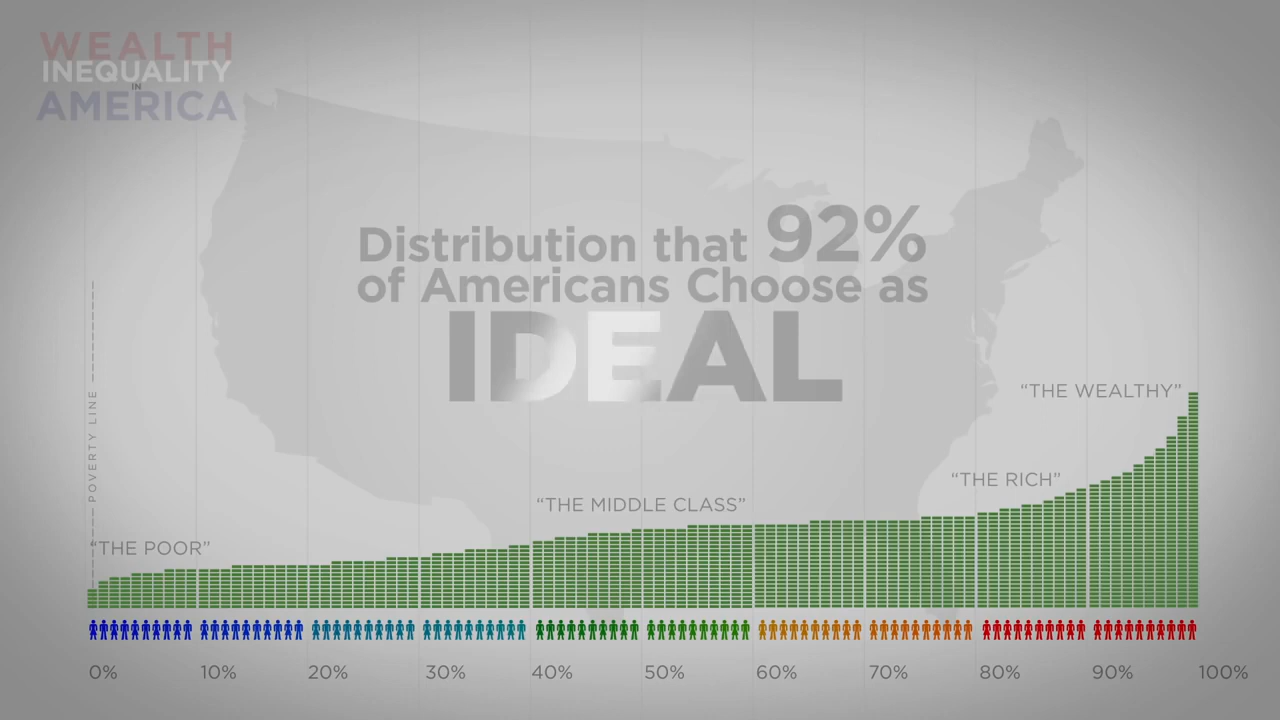 WEALTH
INEQUALITY
IN
AMERICA
Distribution that 92%
of Americans Choose as
IDEAL
POVERTY LINE
“THE POOR”
“THE MIDDLE CLASS”
“THE RICH”
“THE WEALTHY”
0% 10% 20% 30% 40% 50% 60% 70% 80% 90% 100%